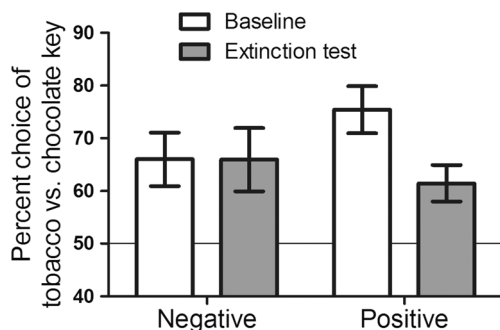 Baseline
Extinction test
Percent choice of
tobacco vs. chocolate key
90
80
70
60
50
40
Negative
Positive